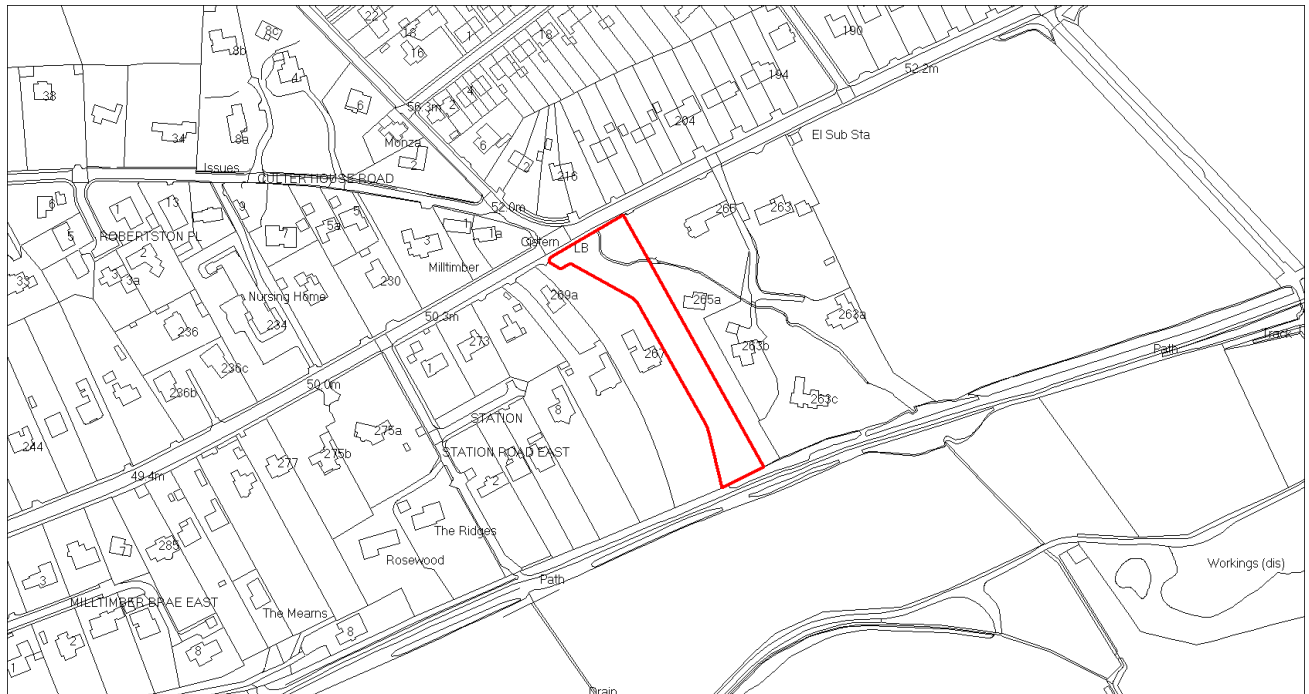 22
8c
18
1
18
190
8b
16
4
52.2m
194
38
6
4
2
56.3m
204
El Sub Sta
34
8a
Monza
6
2
2
Issues
216
CULTER HOUSE ROAD
6
1
13
9
5
52.0m
265
263
5a
1
1a
5
ROBERTSTON PL
7
3
Cistern
LB
2
Milltimber
33
3
3a
230
Nursing Home
269a
265a
236
234
50.3m
263a
Track
273
267
263b
Path
236c
1
50.0m
236b
263c
8
STATION
275a
244
STATION ROAD EAST
277
275b
49.4m
2
The Ridges
285
7
Rosewood
Path
Workings (dis)
3
MILLTIMBER BRAE EAST
The Mearns
8
2
8
1
Drain